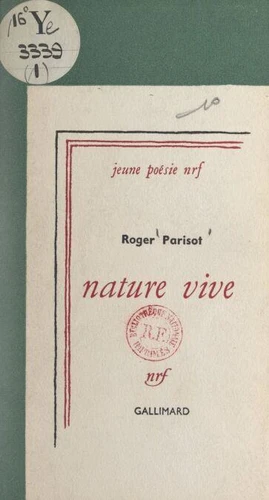 16° Ye
3339
(1)
jeune poésie nrf
Roger Parisot
nature vive
R.F.
nrf
GALLIMARD